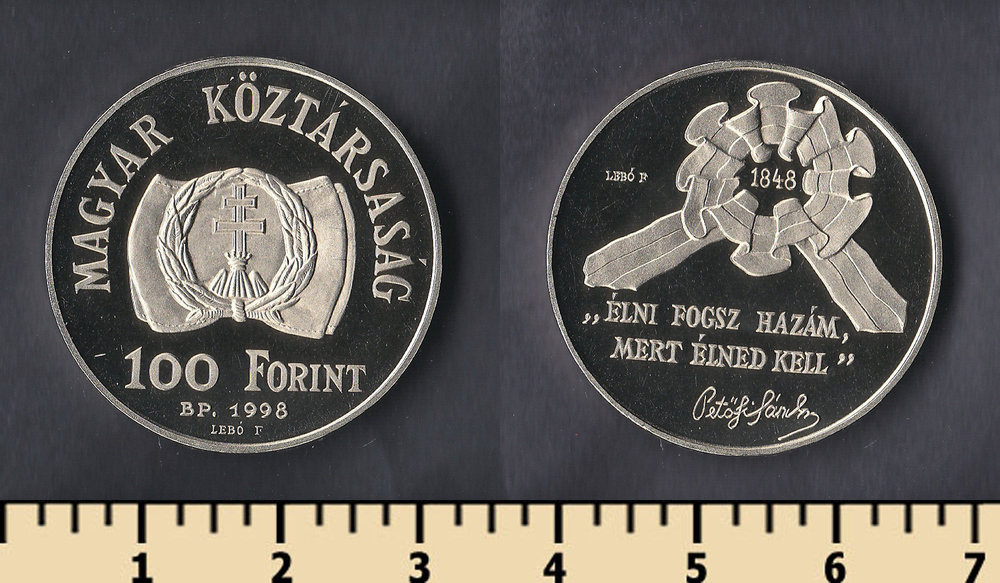 MAGYAR KÖZTÁRSASÁG
100 FORINT
BP. 1998
LEBÓ F
LEBÓ F
1848
„ÉLNI FOGSZ HAZÁM,
MERT ÉLNED KELL”
Petőfi Sándor
1 2 3 4 5 6 7